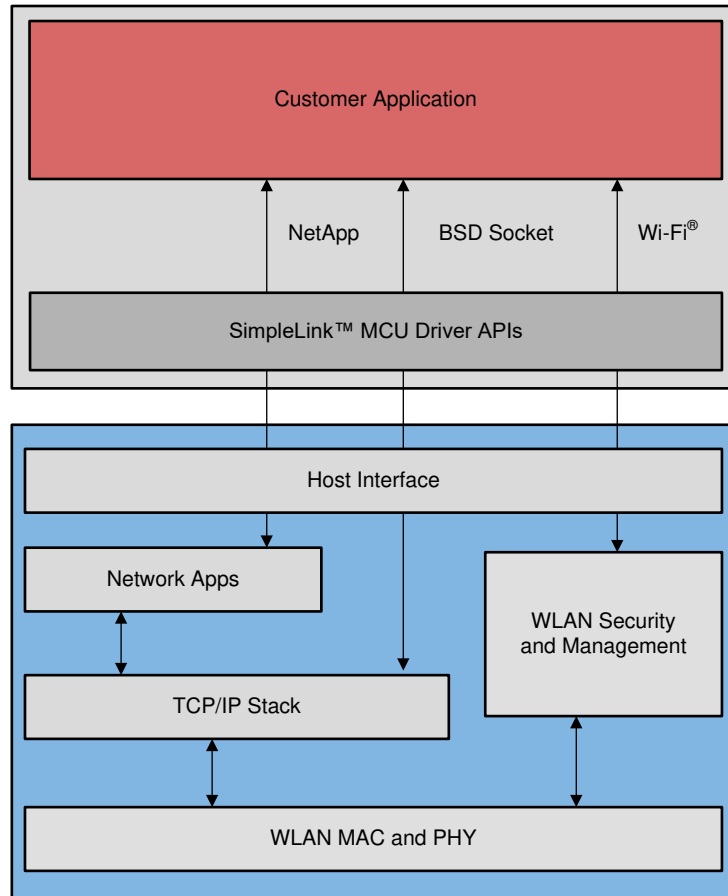 Customer Application
NetApp
BSD Socket
Wi-Fi®
SimpleLink™ MCU Driver APIs
Host Interface
Network Apps
WLAN Security
and Management
TCP/IP Stack
WLAN MAC and PHY